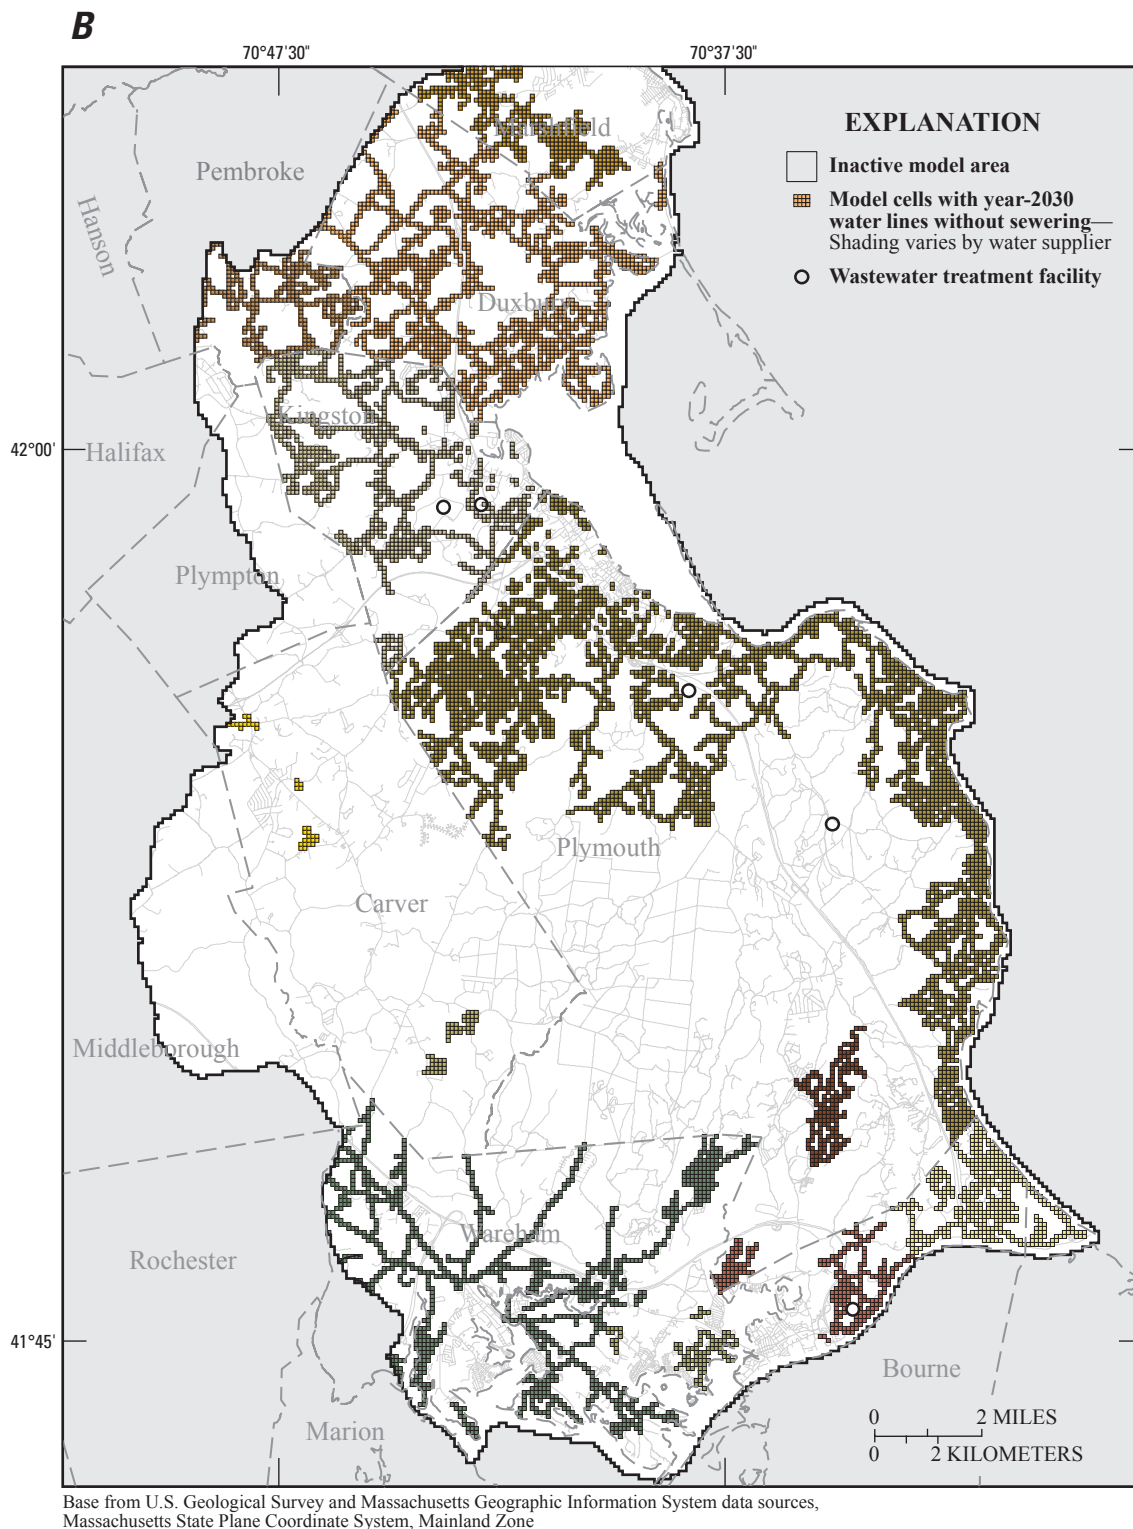 B
70°47'30"
70°37'30"
EXPLANATION
Inactive model area
Model cells with year-2030
water lines without sewering—
Shading varies by water supplier
Wastewater treatment facility
Marshfield
Pembroke
Hanson
Duxbury
Kingston
42°00'
Halifax
Plympton
Plymouth
Carver
Middleborough
Wareham
Rochester
41°45'
Bourne
Marion
0 2 MILES
0 2 KILOMETERS
Base from U.S. Geological Survey and Massachusetts Geographic Information System data sources,
Massachusetts State Plane Coordinate System, Mainland Zone